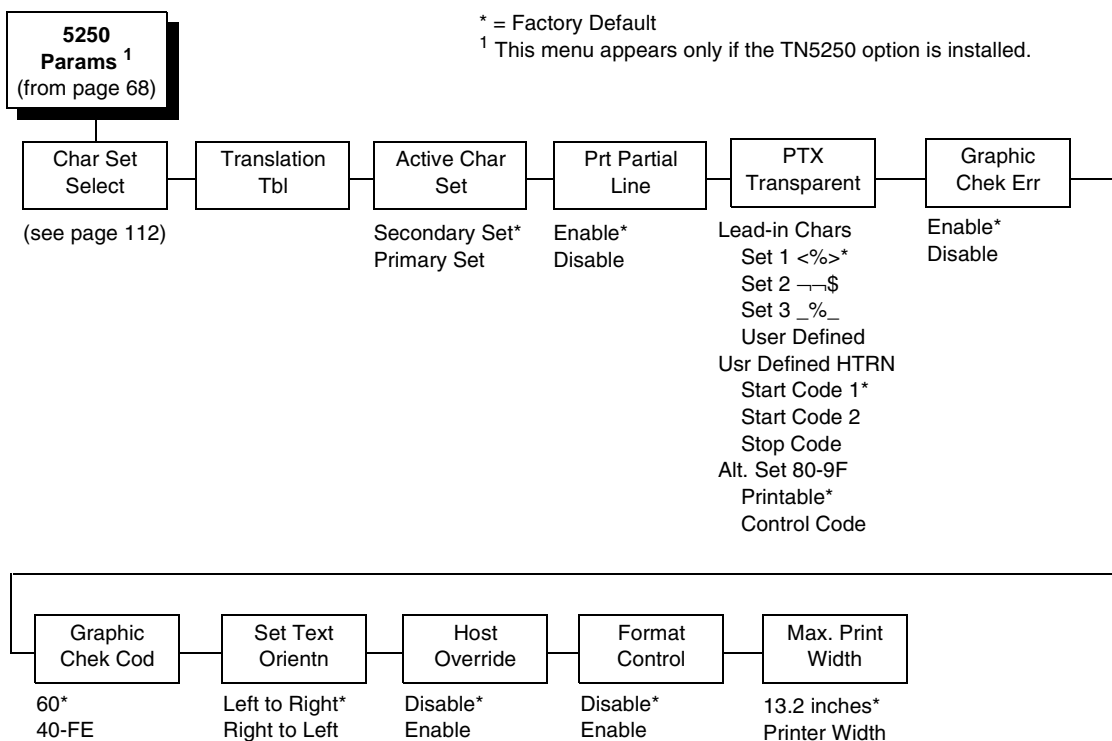 5250
Params 1
(from page 68)
* = Factory Default
1 This menu appears only if the TN5250 option is installed.
Char Set
Select
(see page 112)
Translation
Tbl
Active Char
Set
Secondary Set*
Primary Set
Prt Partial
Line
Enable*
Disable
PTX
Transparent
Lead-in Chars
Set 1 <%>*
Set 2 ¬¬$
Set 3 _%_
User Defined
Usr Defined HTRN
Start Code 1*
Start Code 2
Stop Code
Alt. Set 80-9F
Printable*
Control Code
Graphic
Chek Err
Enable*
Disable
Graphic
Chek Cod
60*
40-FE
Set Text
Orientn
Left to Right*
Right to Left
Host
Override
Disable*
Enable
Format
Control
Disable*
Enable
Max. Print
Width
13.2 inches*
Printer Width